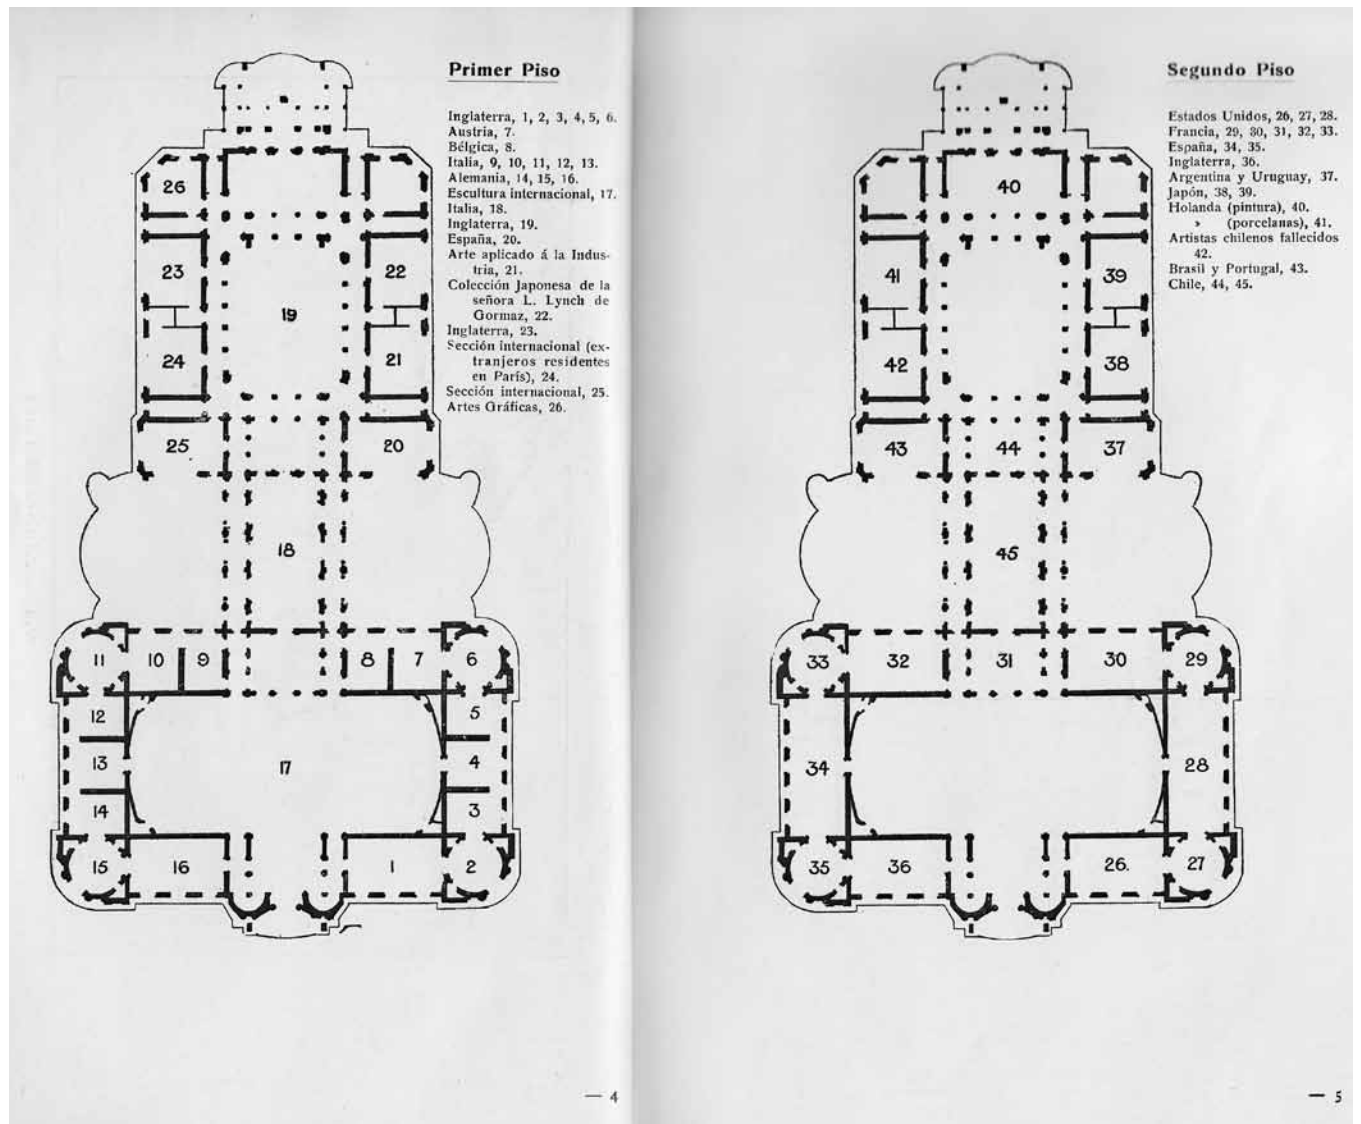 Primer Piso
Inglaterra, 1, 2, 3, 4, 5, 6.
Austria, 7.
Bélgica, 8.
Italia, 9, 10, 11, 12, 13.
Alemania, 14, 15, 16.
Escultura internacional, 17.
Italia, 18.
Inglaterra, 19.
España, 20.
Arte aplicado á la Indus-
tria, 21.
Colección Japonesa de la
señora L. Lynch de
Gormaz, 22.
Inglaterra, 23.
Sección internacional (ex-
tranjeros residentes
en París), 24.
Sección internacional, 25.
Artes Gráficas, 26.
26
23
22
19
24
21
25
20
18
11
10
9
8
7
6
12
5
13
17
4
14
3
15
16
1
2
— 4
Segundo Piso
Estados Unidos, 26, 27, 28.
Francia, 29, 30, 31, 32, 33.
España, 34, 35.
Inglaterra, 36.
Argentina y Uruguay, 37.
Japón, 38, 39.
Holanda (pintura), 40.
» (porcelanas), 41.
Artistas chilenos fallecidos
42.
Brasil y Portugal, 43.
Chile, 44, 45.
40
41
39
42
38
43
44
37
45
33
32
31
30
29
34
28
35
36
26.
27
— 5